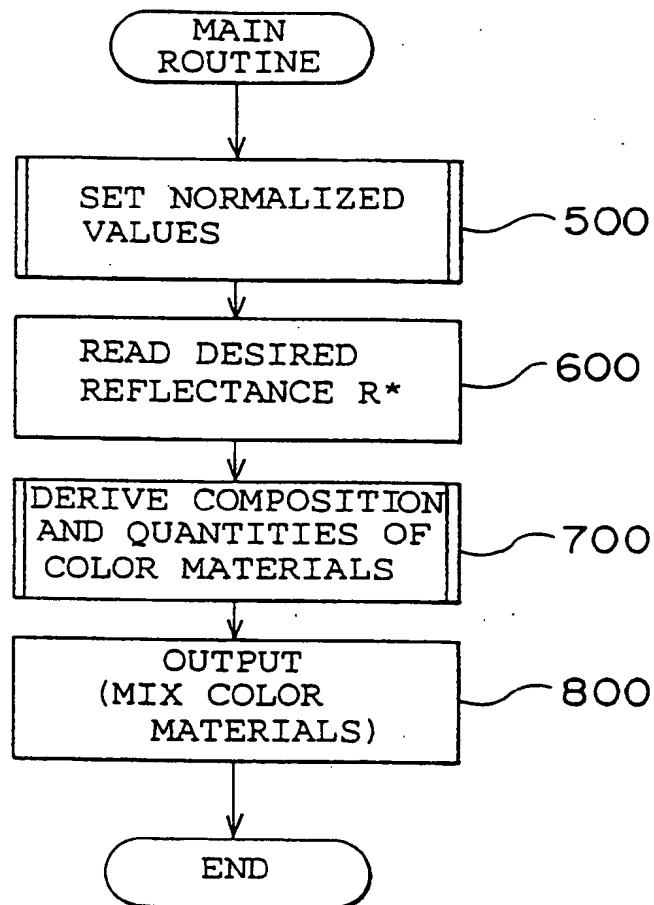 MAIN
ROUTINE
SET NORMALIZED
VALUES
500
READ DESIRED
REFLECTANCE R*
600
DERIVE COMPOSITION
AND QUANTITIES OF
COLOR MATERIALS
700
OUTPUT
(MIX COLOR
MATERIALS)
800
END